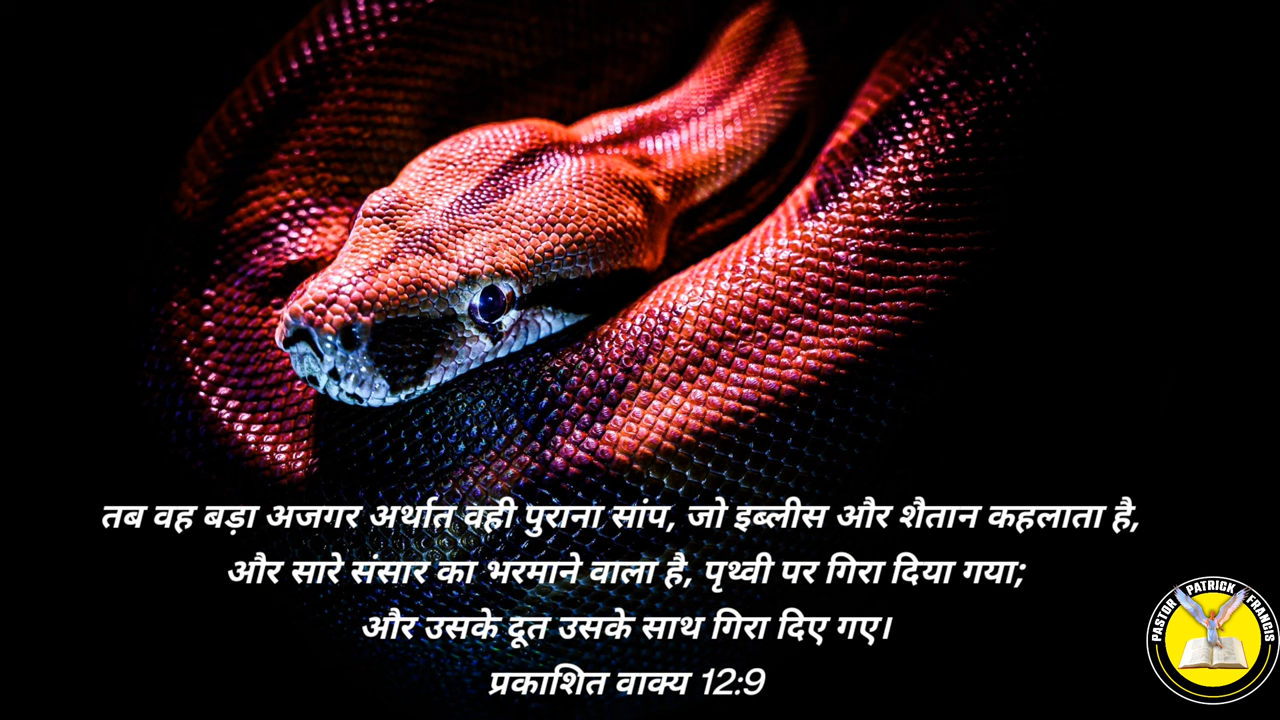 तब वह बड़ा अजगर अर्थात वही पुराना सांप, जो इब्लीस और शैतान कहलाता है,
और सारे संसार का भरमाने वाला है, पृथ्वी पर गिरा दिया गया;
और उसके दूत उसके साथ गिरा दिए गए।
प्रकाशित वाक्य 12:9
PASTOR PATRICK FRANCIS